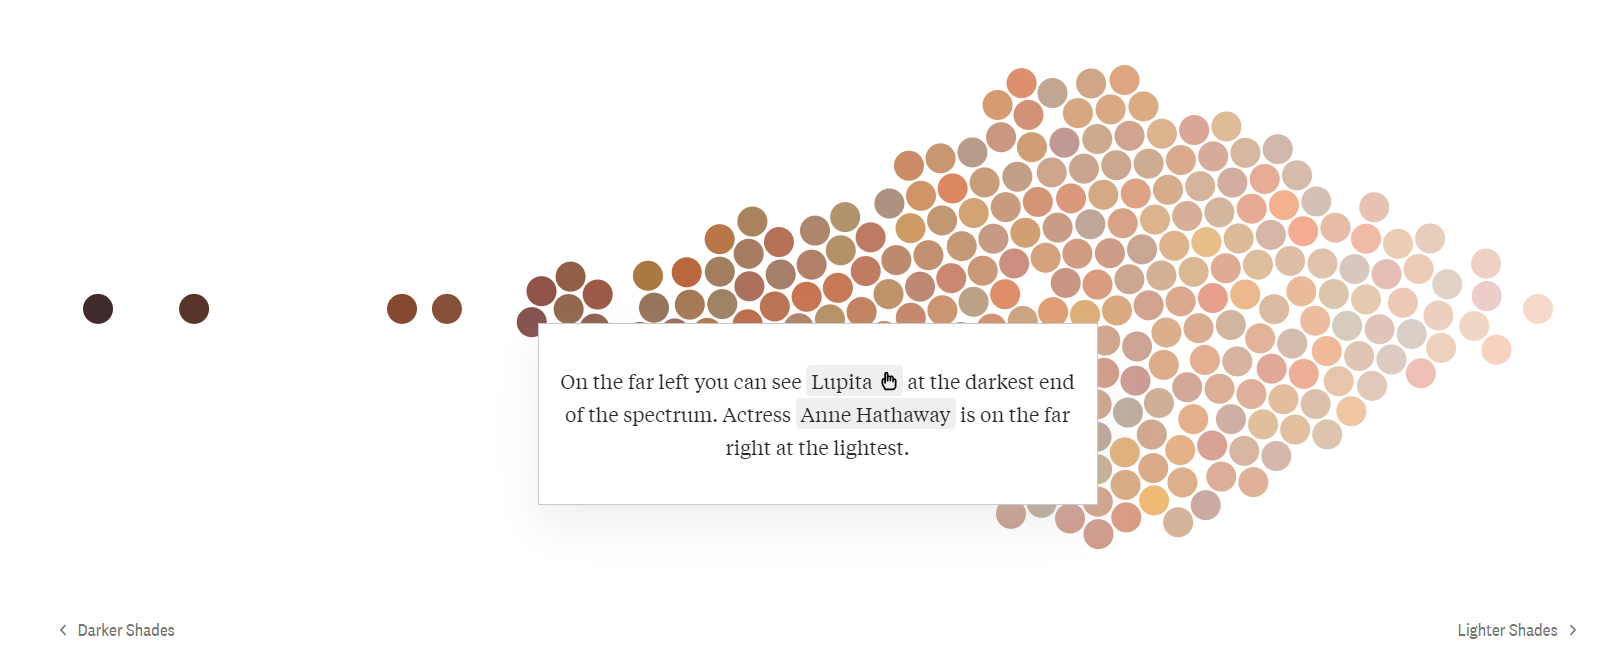 On the far left you can see Lupita at the darkest end
of the spectrum. Actress Anne Hathaway is on the far
right at the lightest.
Darker Shades
Lighter Shades